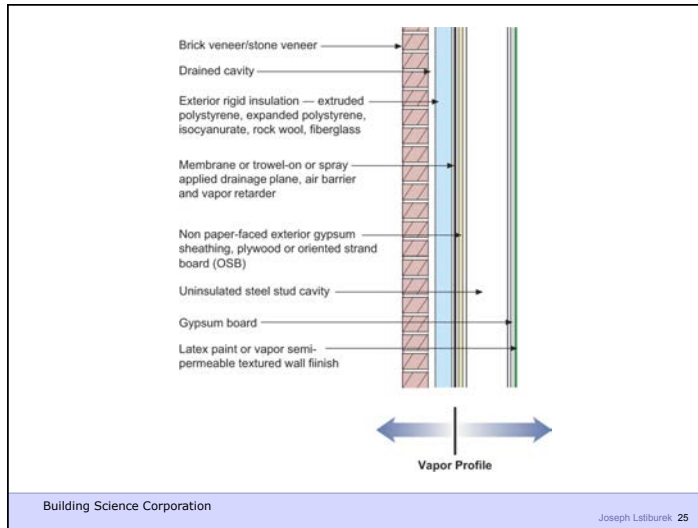 Brick veneer/stone veneer
Drained cavity
Exterior rigid insulation — extruded
polystyrene, expanded polystyrene,
isocyanurate, rock wool, fiberglass
Membrane or trowel-on or spray
applied drainage plane, air barrier
and vapor retarder
Non paper-faced exterior gypsum
sheathing, plywood or oriented strand
board (OSB)
Uninsulated steel stud cavity
Gypsum board
Latex paint or vapor semi-
permeable textured wall fiinish
Vapor Profile
Building Science Corporation
Joseph Lstiburek 25